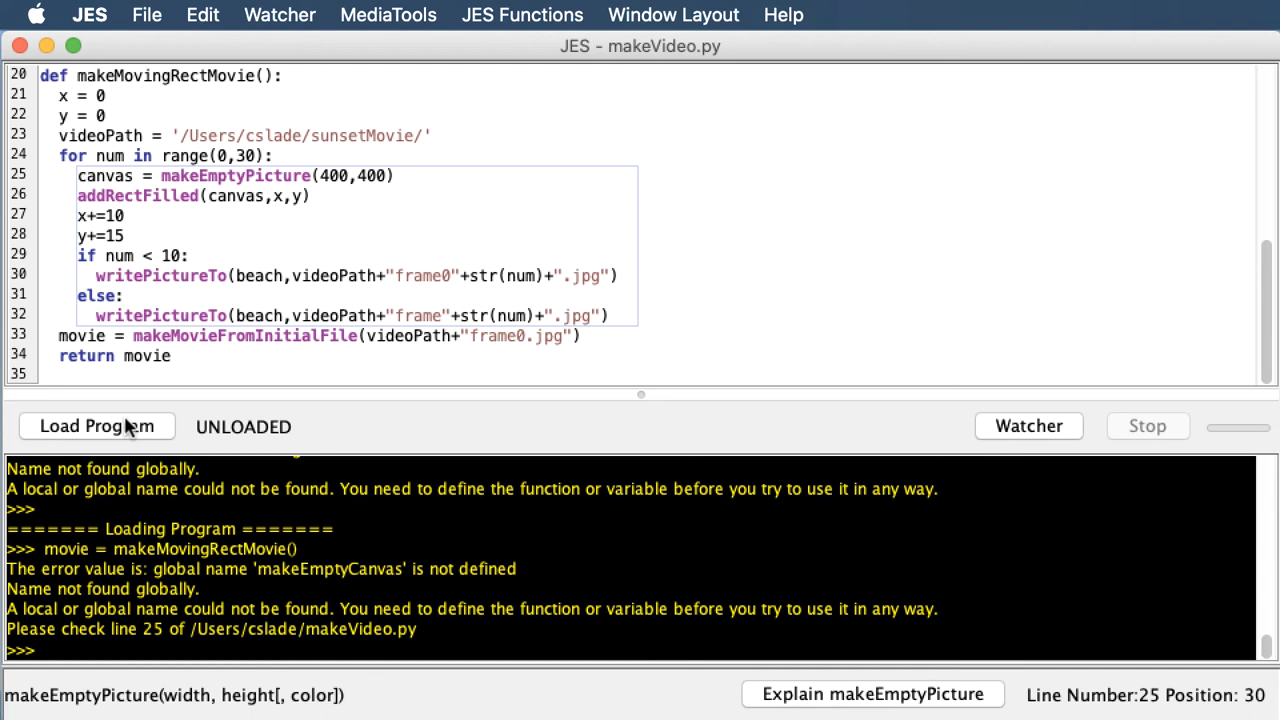 JES File Edit Watcher MediaTools JES Functions Window Layout Help
JES - makeVideo.py
20 def makeMovingRectMovie():
21 x = 0
22 y = 0
23 videoPath = '/Users/cslade/sunsetMovie/'
24 for num in range(0,30):
25 canvas = makeEmptyPicture(400,400)
26 addRectFilled(canvas,x,y)
27 x+=10
28 y+=15
29 if num < 10:
30 writePictureTo(beach,videoPath+"frame0"+str(num)+".jpg")
31 else:
32 writePictureTo(beach,videoPath+"frame"+str(num)+".jpg")
33 movie = makeMovieFromInitialFile(videoPath+"frame0.jpg")
34 return movie
35
Load Program UNLOADED Watcher Stop
Name not found globally.
A local or global name could not be found. You need to define the function or variable before you try to use it in any way.
>>>
======= Loading Program =======
>>> movie = makeMovingRectMovie()
The error value is: global name 'makeEmptyCanvas' is not defined
Name not found globally.
A local or global name could not be found. You need to define the function or variable before you try to use it in any way.
Please check line 25 of /Users/cslade/makeVideo.py
>>>
makeEmptyPicture(width, height[, color]) Explain makeEmptyPicture Line Number:25 Position: 30